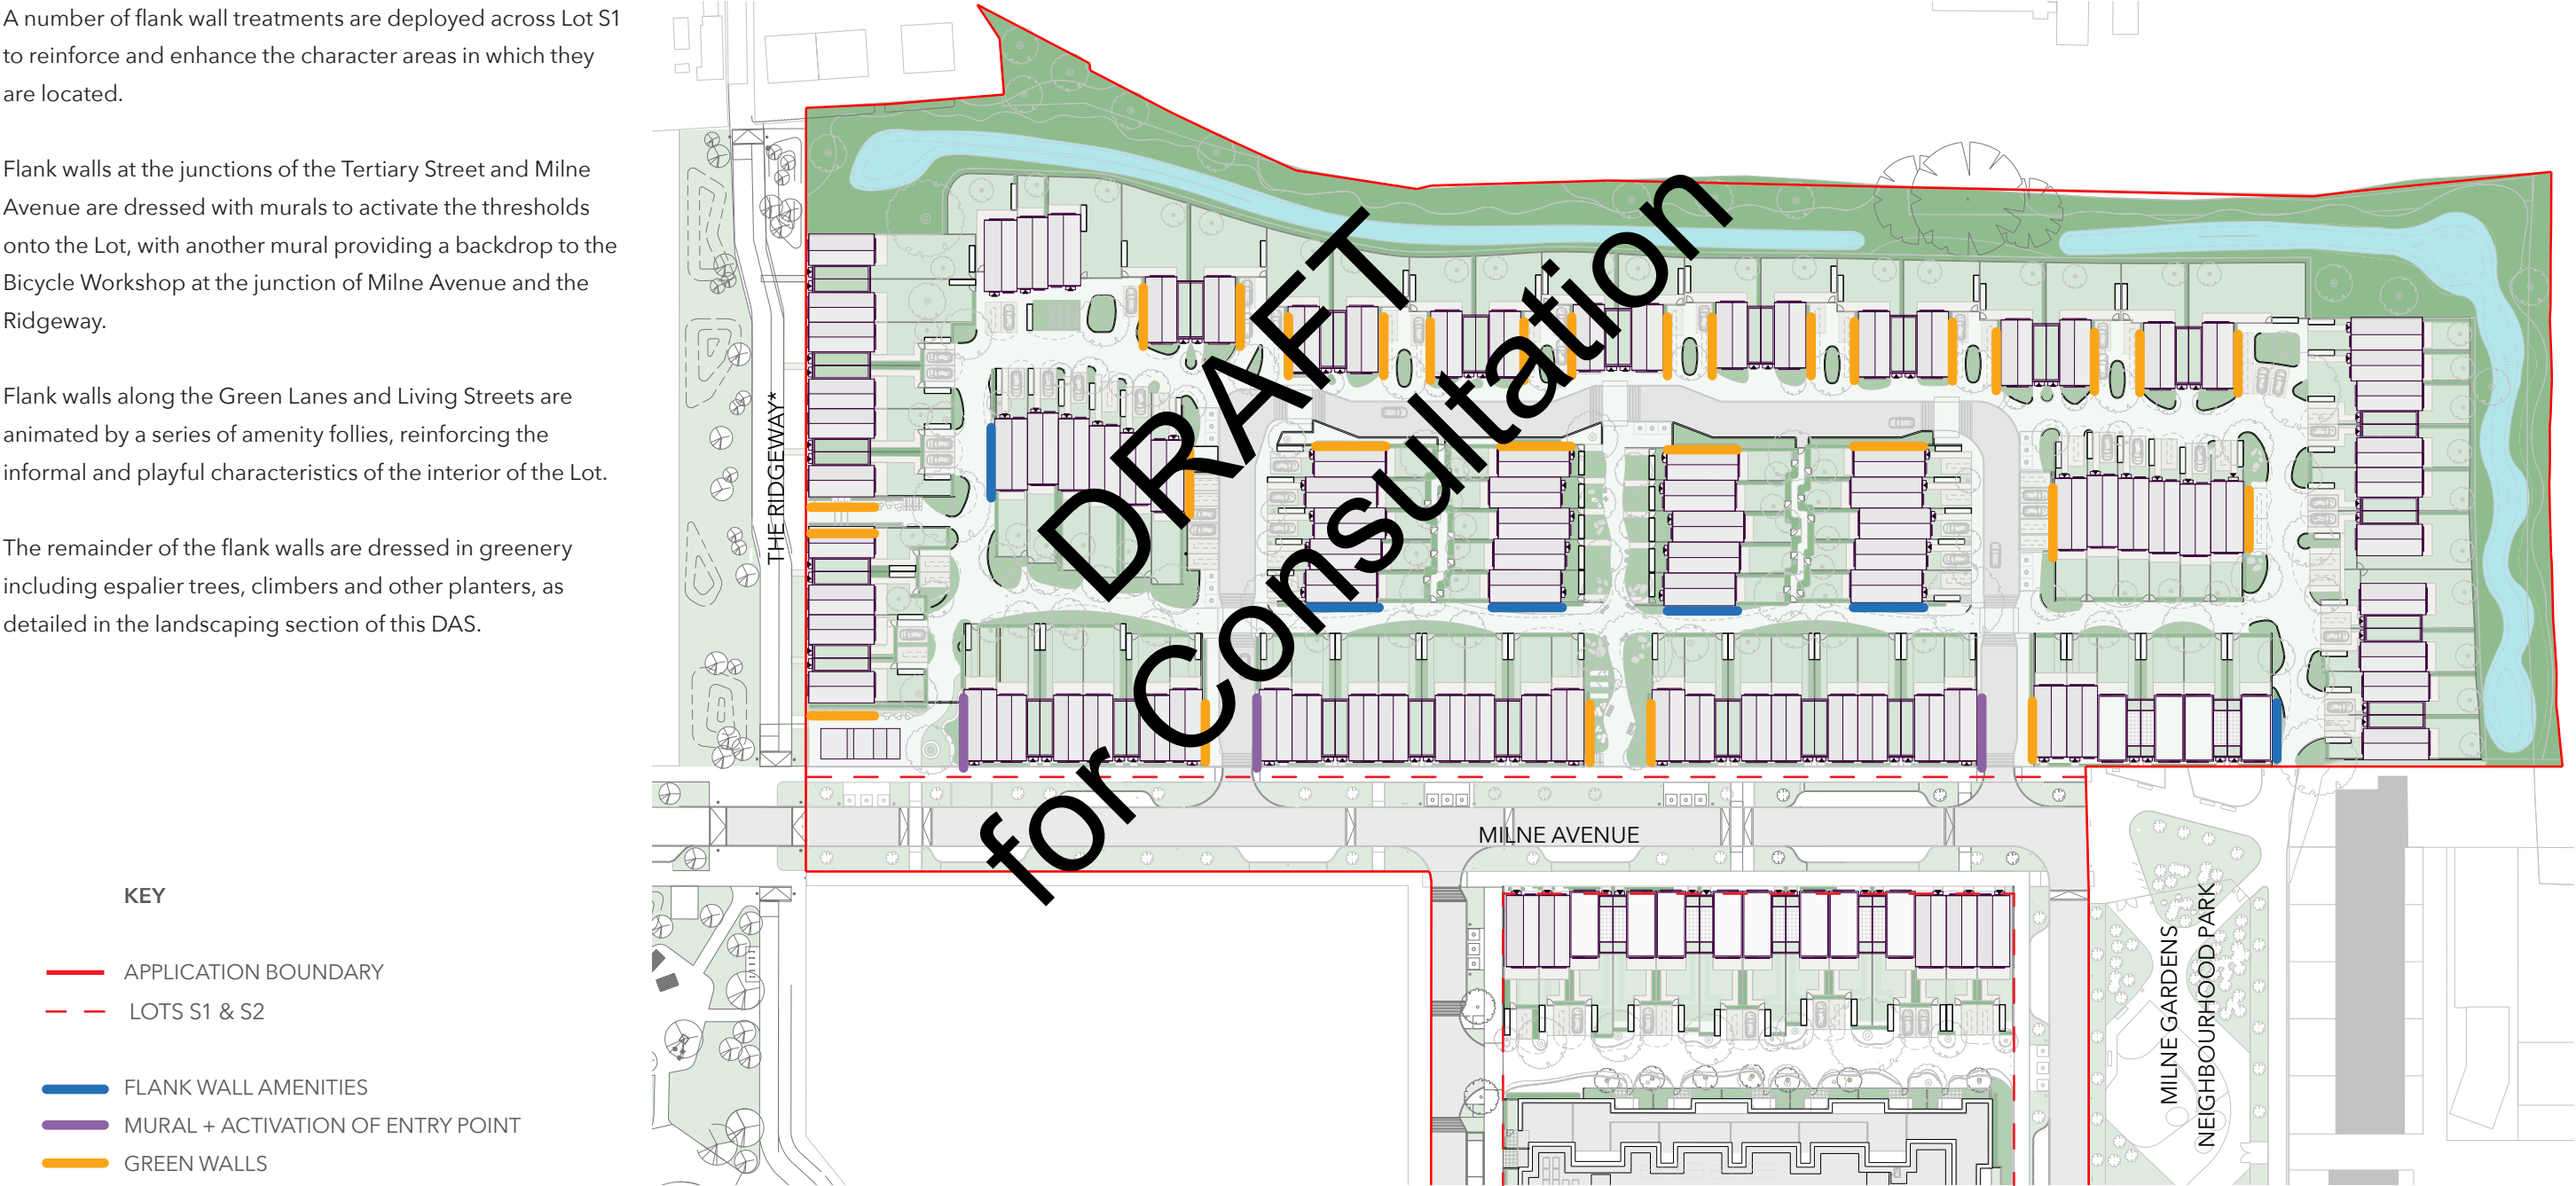 A number of flank wall treatments are deployed across Lot S1
to reinforce and enhance the character areas in which they
are located.
Flank walls at the junctions of the Tertiary Street and Milne
Avenue are dressed with murals to activate the thresholds
onto the Lot, with another mural providing a backdrop to the
Bicycle Workshop at the junction of Milne Avenue and the
Ridgeway.
Flank walls along the Green Lanes and Living Streets are
animated by a series of amenity follies, reinforcing the
informal and playful characteristics of the interior of the Lot.
The remainder of the flank walls are dressed in greenery
including espalier trees, climbers and other planters, as
detailed in the landscaping section of this DAS.
KEY
APPLICATION BOUNDARY
LOTS S1 & S2
FLANK WALL AMENITIES
MURAL + ACTIVATION OF ENTRY POINT
GREEN WALLS
THE RIDGEWAY*
DRAFT
for Consultation
MILNE AVENUE
MILNE GARDENS
NEIGHBOURHOOD PARK